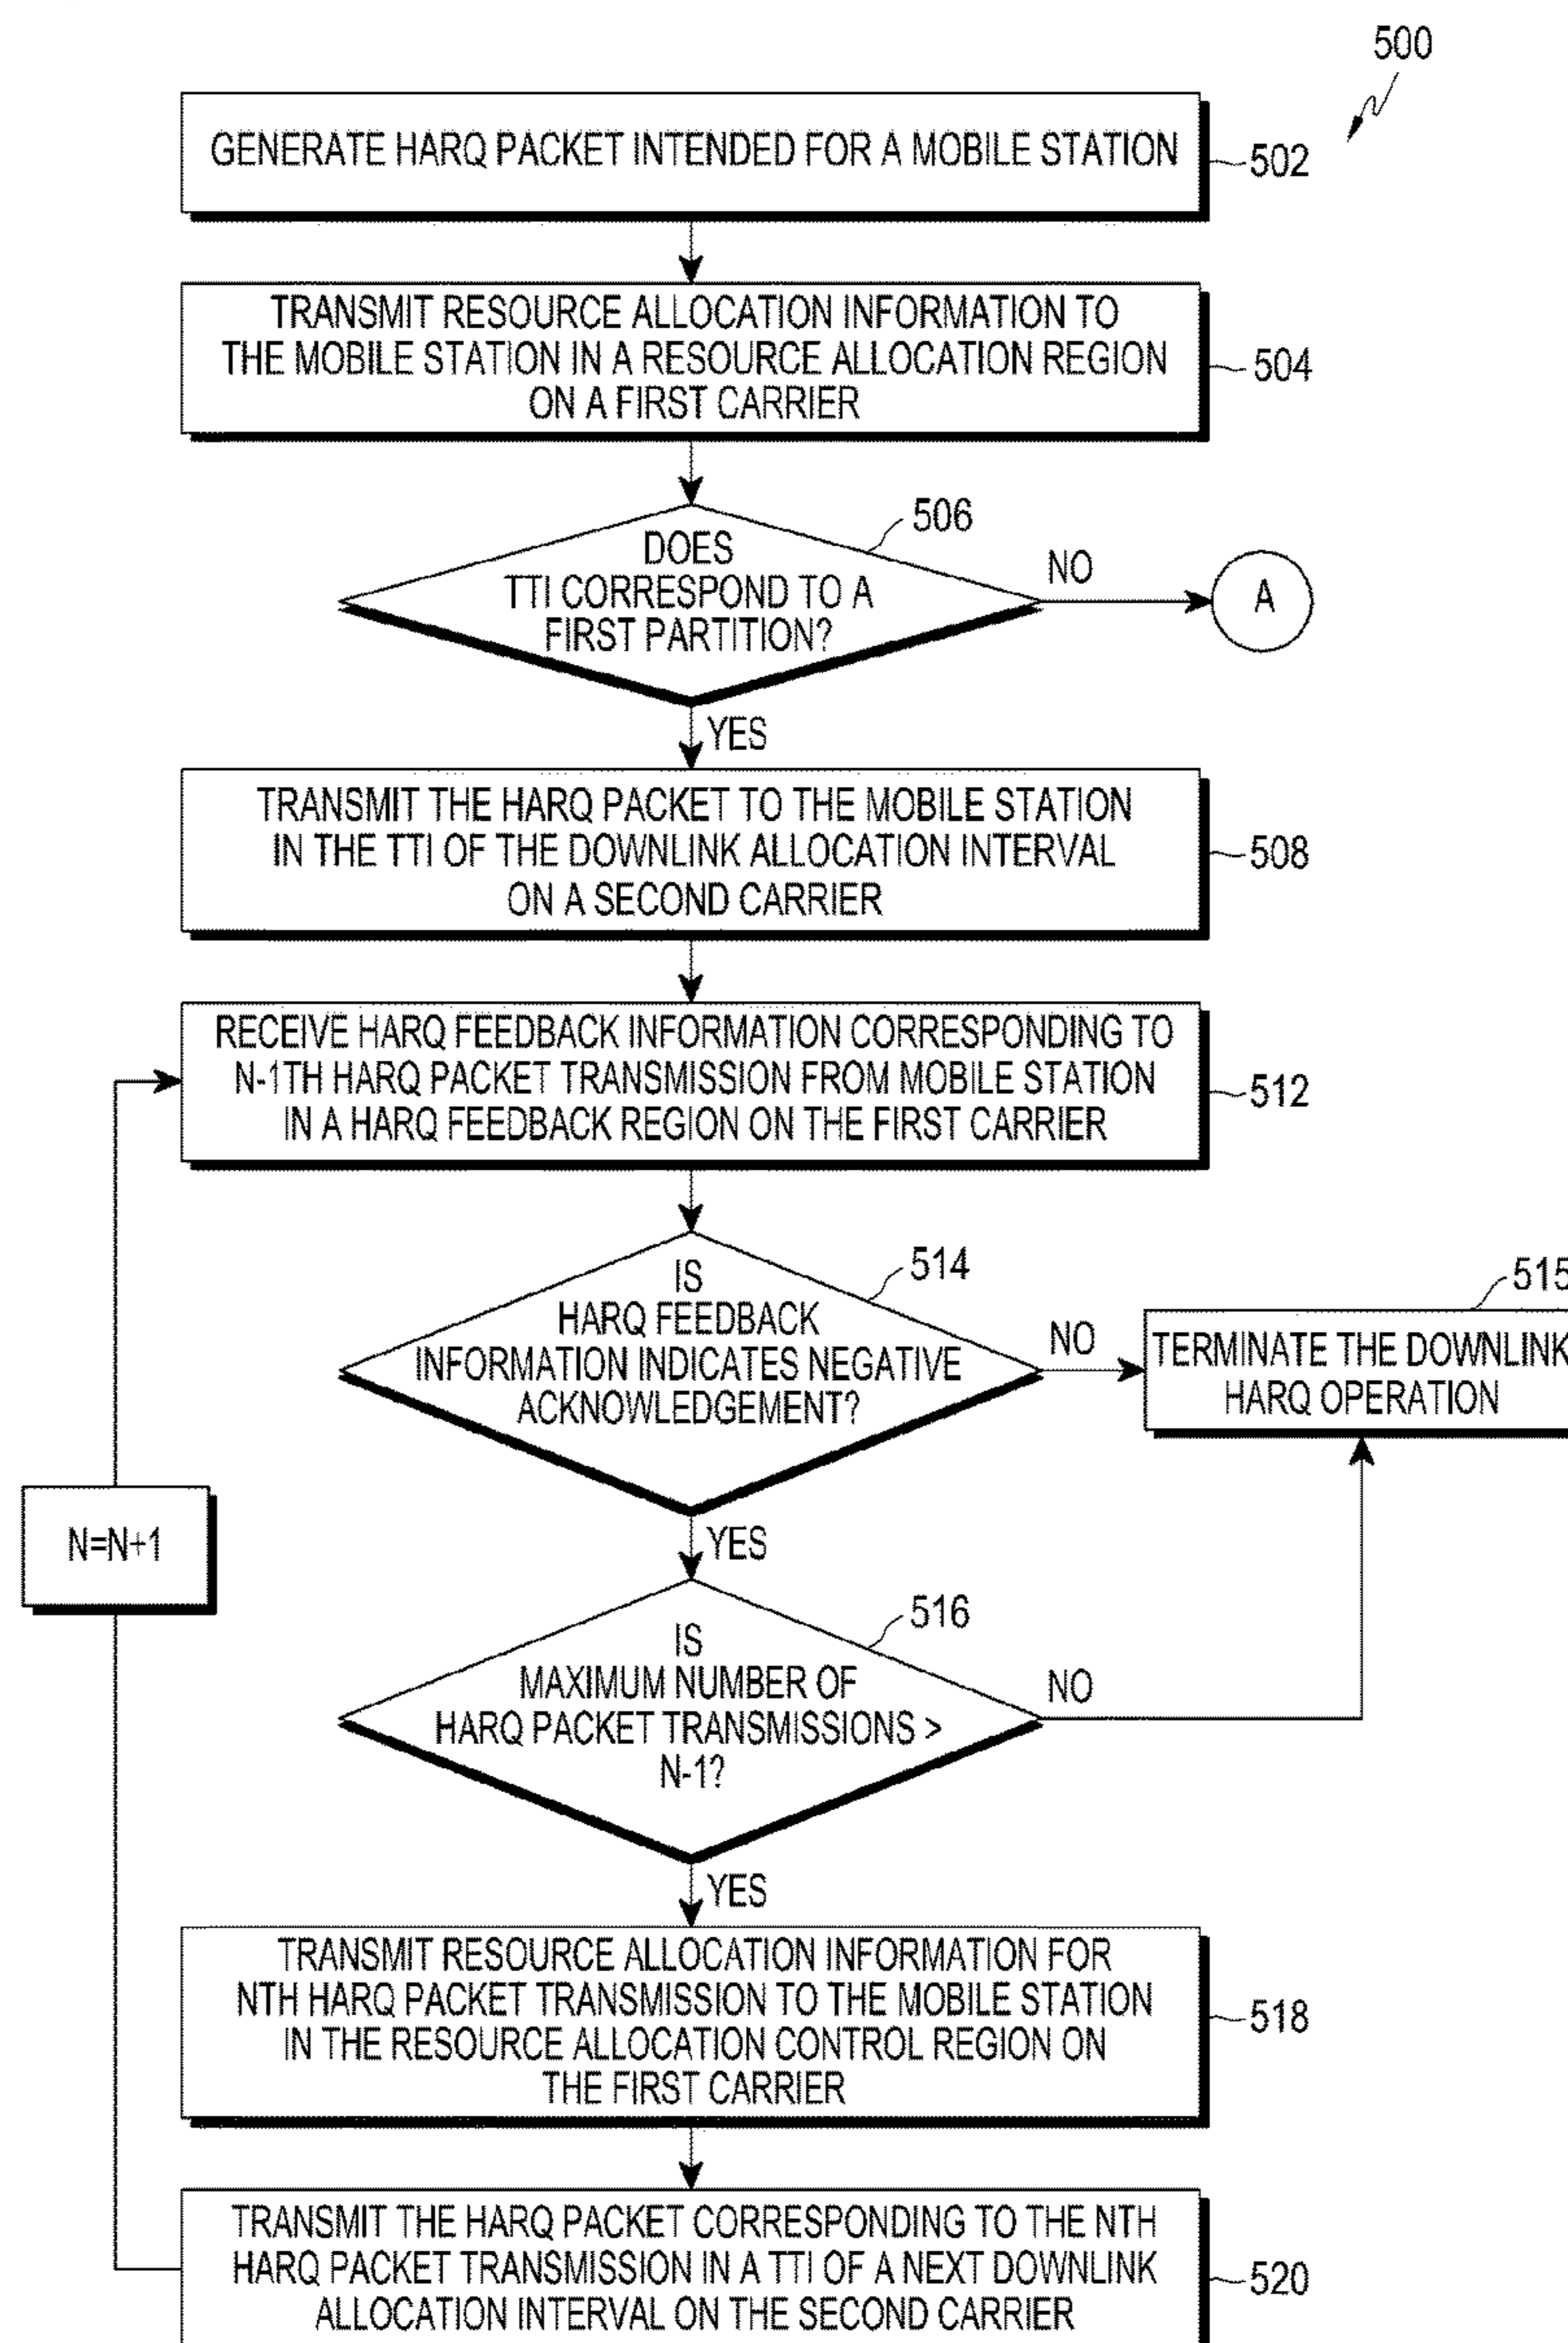 500
GENERATE HARQ PACKET INTENDED FOR A MOBILE STATION
502
TRANSMIT RESOURCE ALLOCATION INFORMATION TO
THE MOBILE STATION IN A RESOURCE ALLOCATION REGION
ON A FIRST CARRIER
504
506
DOES
TTI CORRESPOND TO A
FIRST PARTITION?
NO
A
YES
TRANSMIT THE HARQ PACKET TO THE MOBILE STATION
IN THE TTI OF THE DOWNLINK ALLOCATION INTERVAL
ON A SECOND CARRIER
508
RECEIVE HARQ FEEDBACK INFORMATION CORRESPONDING TO
N-1TH HARQ PACKET TRANSMISSION FROM MOBILE STATION
IN A HARQ FEEDBACK REGION ON THE FIRST CARRIER
512
514
IS
HARQ FEEDBACK
INFORMATION INDICATES NEGATIVE
ACKNOWLEDGEMENT?
NO
515
TERMINATE THE DOWNLINK
HARQ OPERATION
YES
N=N+1
516
IS
MAXIMUM NUMBER OF
HARQ PACKET TRANSMISSIONS >
N-1?
NO
YES
TRANSMIT RESOURCE ALLOCATION INFORMATION FOR
NTH HARQ PACKET TRANSMISSION TO THE MOBILE STATION
IN THE RESOURCE ALLOCATION CONTROL REGION ON
THE FIRST CARRIER
518
TRANSMIT THE HARQ PACKET CORRESPONDING TO THE NTH
HARQ PACKET TRANSMISSION IN A TTI OF A NEXT DOWNLINK
ALLOCATION INTERVAL ON THE SECOND CARRIER
520